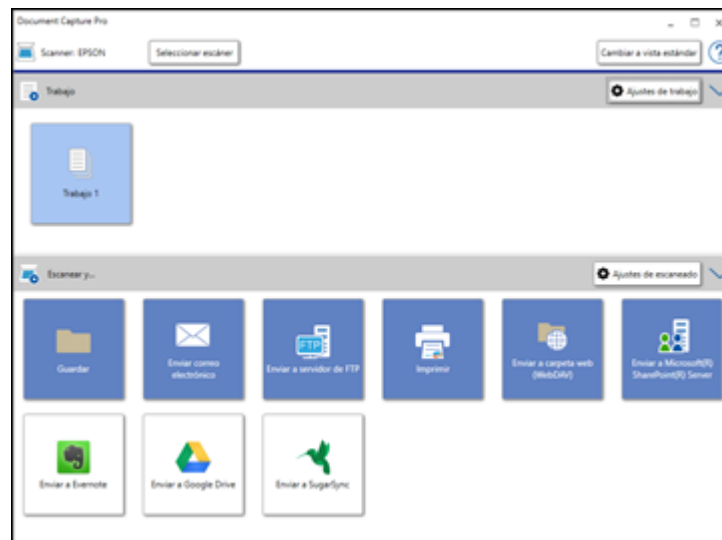 Document Capture Pro
Scanner: EPSON
Seleccionar escáner
Cambiar a vista estándar
?
Trabajo
Ajustes de trabajo
Trabajo 1
Escanear y...
Ajustes de escaneado
Guardar
Enviar correo
electrónico
FTP
Enviar a servidor de FTP
Imprimir
Enviar a carpeta web
(WebDAV)
Enviar a Microsoft(R)
SharePoint(R) Server
Enviar a Evernote
Enviar a Google Drive
Enviar a SugarSync